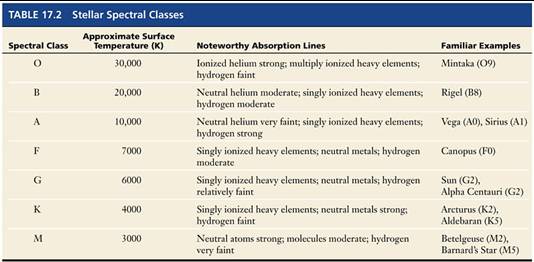 TABLE 17.2 Stellar Spectral Classes
Approximate Surface
Spectral Class Temperature (K) Noteworthy Absorption Lines Familiar Examples
O 30,000 Ionized helium strong; multiply ionized heavy elements; Mintaka (O9)
hydrogen faint
B 20,000 Neutral helium moderate; singly ionized heavy elements; Rigel (B8)
hydrogen moderate
A 10,000 Neutral helium very faint; singly ionized heavy elements; Vega (A0), Sirius (A1)
hydrogen strong
F 7000 Singly ionized heavy elements; neutral metals; hydrogen Canopus (F0)
moderate
G 6000 Singly ionized heavy elements; neutral metals; hydrogen Sun (G2),
relatively faint Alpha Centauri (G2)
K 4000 Singly ionized heavy elements; neutral metals strong; Arcturus (K2),
hydrogen faint Aldebaran (K5)
M 3000 Neutral atoms strong; molecules moderate; hydrogen Betelgeuse (M2),
very faint Barnard's Star (M5)